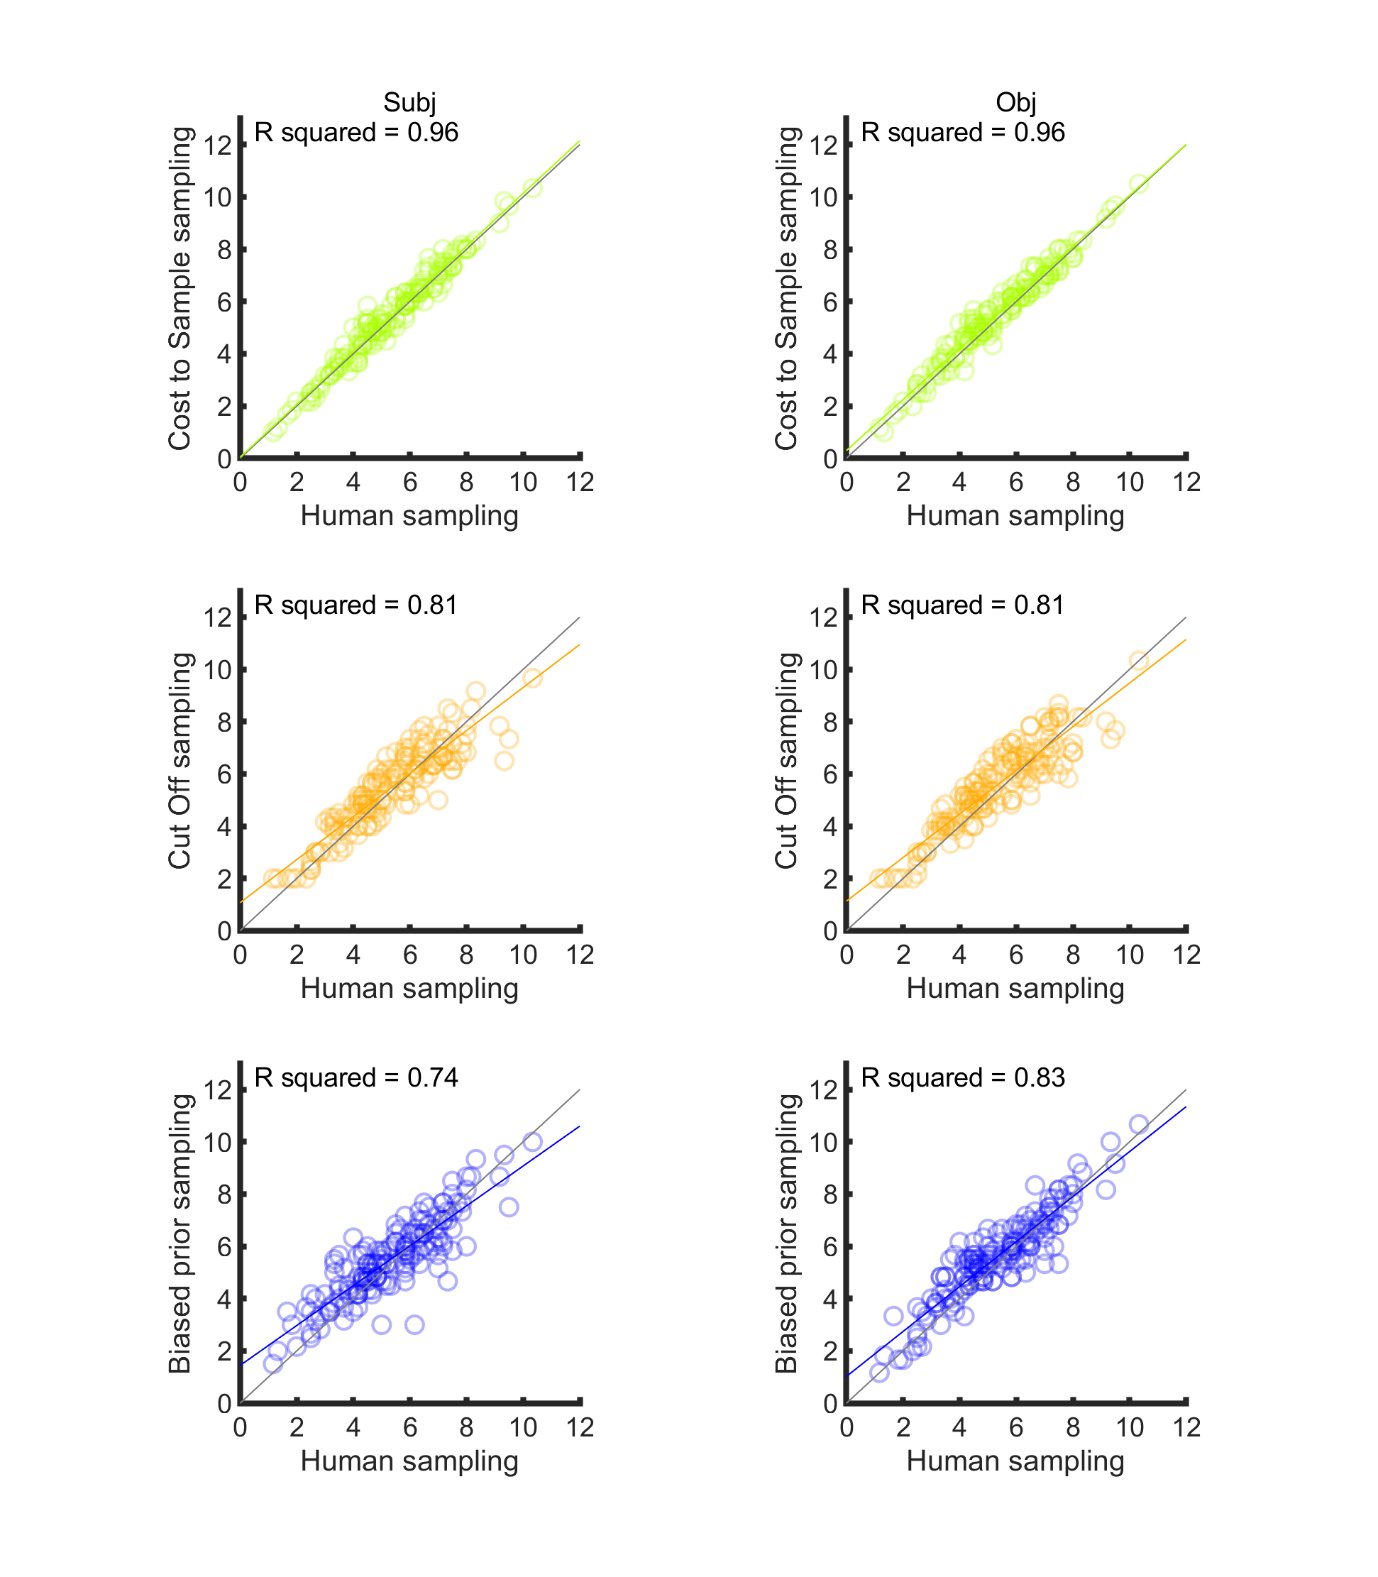 Subj
R squared = 0.96
Cost to Sample sampling
12
10
8
6
4
2
0
0 2 4 6 8 10 12
Human sampling
Obj
R squared = 0.96
Cost to Sample sampling
12
10
8
6
4
2
0
0 2 4 6 8 10 12
Human sampling
R squared = 0.81
Cut Off sampling
12
10
8
6
4
2
0
0 2 4 6 8 10 12
Human sampling
R squared = 0.81
Cut Off sampling
12
10
8
6
4
2
0
0 2 4 6 8 10 12
Human sampling
R squared = 0.74
Biased prior sampling
12
10
8
6
4
2
0
0 2 4 6 8 10 12
Human sampling
R squared = 0.83
Biased prior sampling
12
10
8
6
4
2
0
0 2 4 6 8 10 12
Human sampling